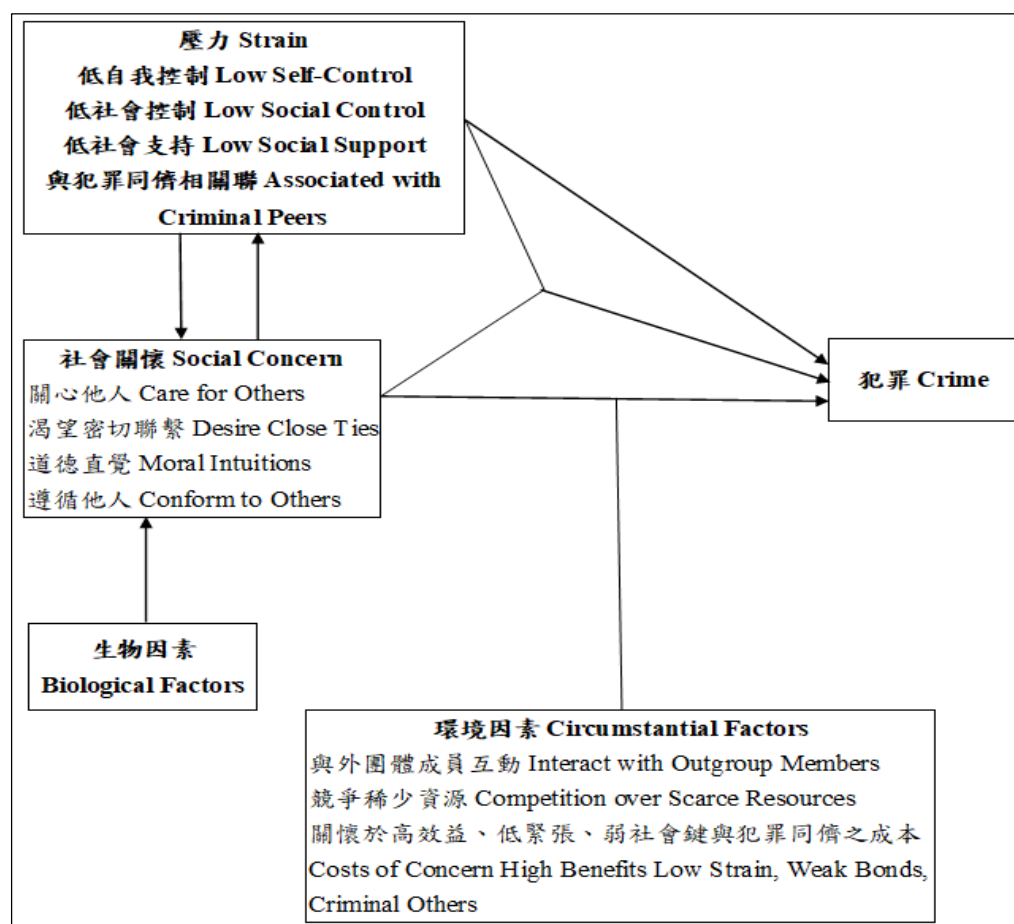 壓力 Strain
低自我控制 Low Self-Control
低社會控制 Low Social Control
低社會支持 Low Social Support
與犯罪同儕相關聯 Associated with
Criminal Peers
社會關懷 Social Concern
關心他人 Care for Others
渴望密切聯繫 Desire Close Ties
道德直覺 Moral Intuitions
遵循他人 Conform to Others
犯罪 Crime
生物因素
Biological Factors
環境因素 Circumstantial Factors
與外團體成員互動 Interact with Outgroup Members
競爭稀少資源 Competition over Scarce Resources
關懷於高效益、低緊張、弱社會鍵與犯罪同儕之成本
Costs of Concern High Benefits Low Strain, Weak Bonds,
Criminal Others